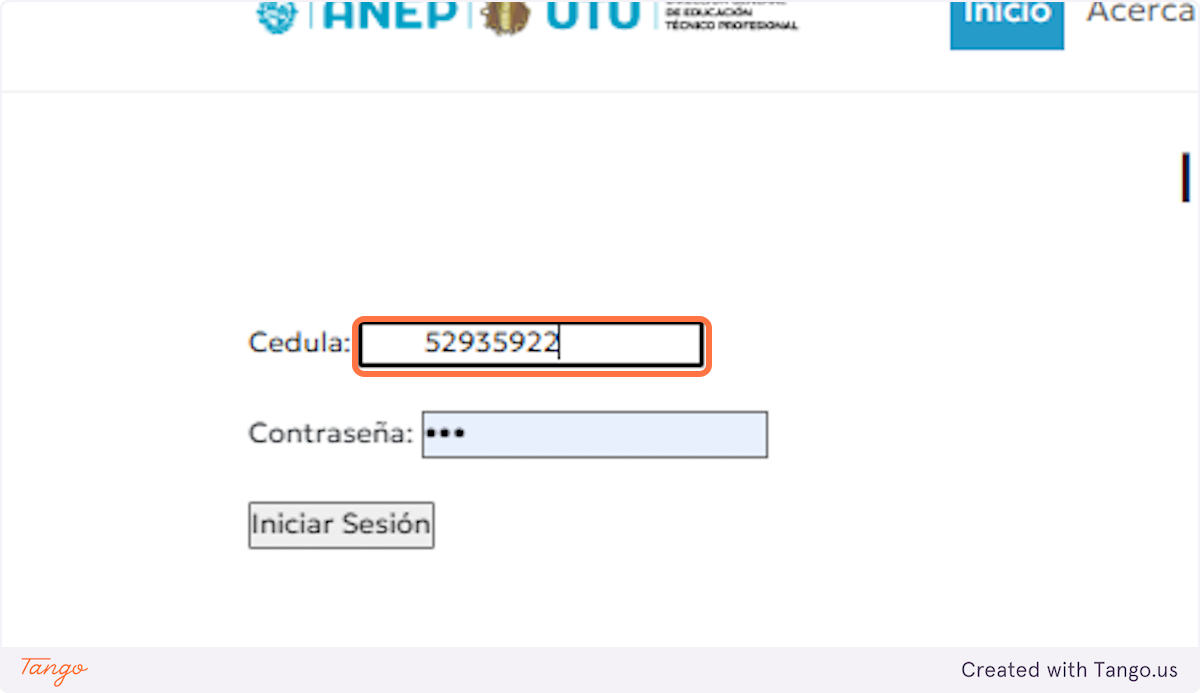 ANEP UTU DE EDUCACIÓN
TÉCNICO PROFESIONAL
Inicio Acerca
Cedula: 52935922
Contraseña: •••
Iniciar Sesión
Tango Created with Tango.us